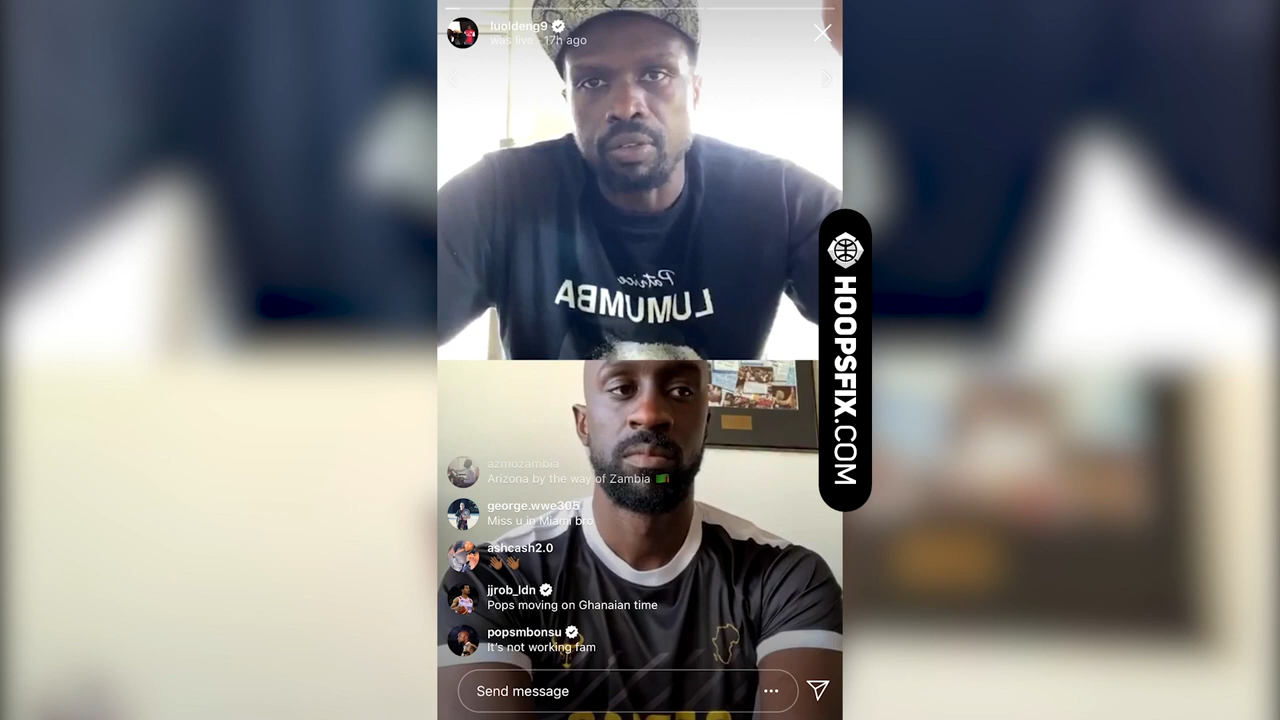 luoldeng9
was live · 17h ago
Patrice
LUMUMBA
HOOPSFIX.COM
azmozambia
Arizona by the way of Zambia 🇿🇲
george.wwe305
Miss u in Miami bro
ashcash2.0
👋🏾👋🏾
jjrob_ldn
Pops moving on Ghanaian time
popsmbonsu
It's not working fam
Send message